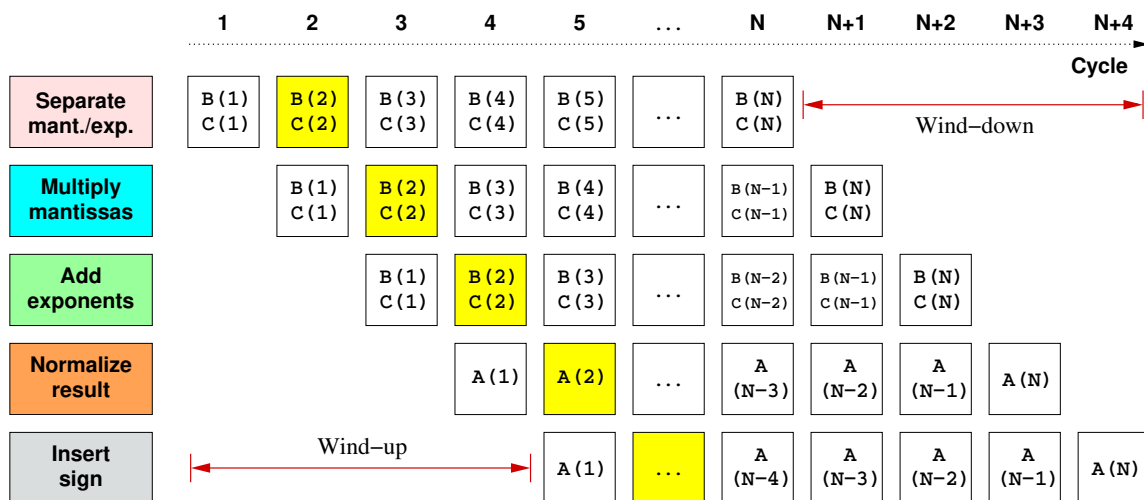 1 2 3 4 5 ... N N+1 N+2 N+3 N+4
Cycle
Separate
mant./exp.
B(1) B(2) B(3) B(4) B(5) ... B(N)
C(1) C(2) C(3) C(4) C(5) C(N)
Wind-down
Multiply
mantissas
B(1) B(2) B(3) B(4) ... B(N-1) B(N)
C(1) C(2) C(3) C(4) C(N-1) C(N)
Add
exponents
B(1) B(2) B(3) ... B(N-2) B(N-1) B(N)
C(1) C(2) C(3) C(N-2) C(N-1) C(N)
Normalize
result
A(1) A(2) ... A A A A(N)
(N-3) (N-2) (N-1)
Insert
sign
Wind-up
A(1) ... A A A A A(N)
(N-4) (N-3) (N-2) (N-1)